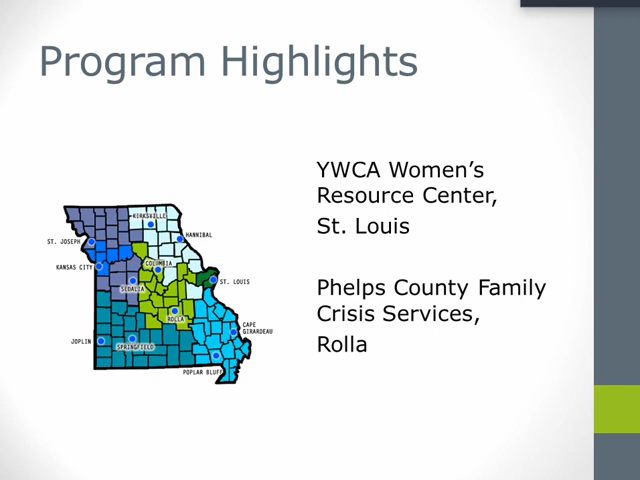 Program Highlights
YWCA Women’s
Resource Center,
St. Louis
Phelps County Family
Crisis Services,
Rolla
KIRKSVILLE
HANNIBAL
ST. JOSEPH
KANSAS CITY
COLUMBIA
SEDALIA
ST. LOUIS
ROLLA
CAPE
GIRARDEAU
JOPLIN
SPRINGFIELD
POPLAR BLUFF